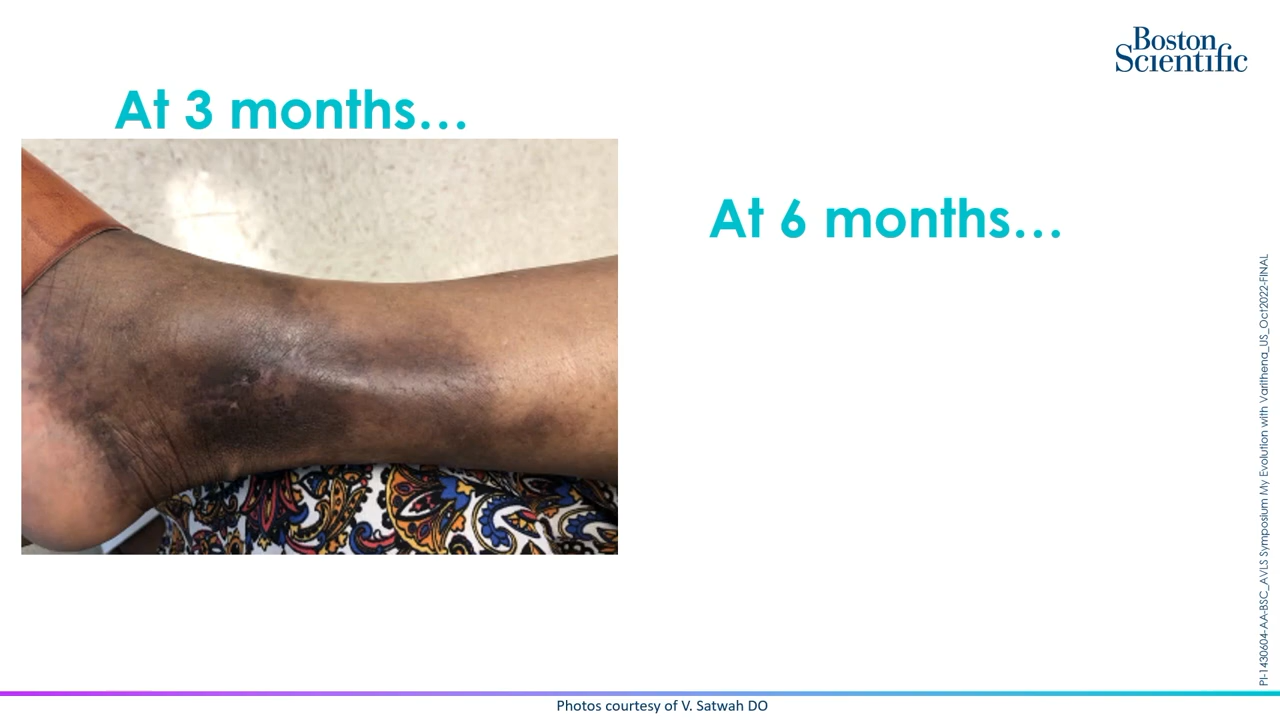 Boston
Scientific
At 3 months…
At 6 months…
PI-1430604-AA-BSC_AVLS Symposium My Evolution with Varithena_US_Oct2022-FINAL
Photos courtesy of V. Satwah DO